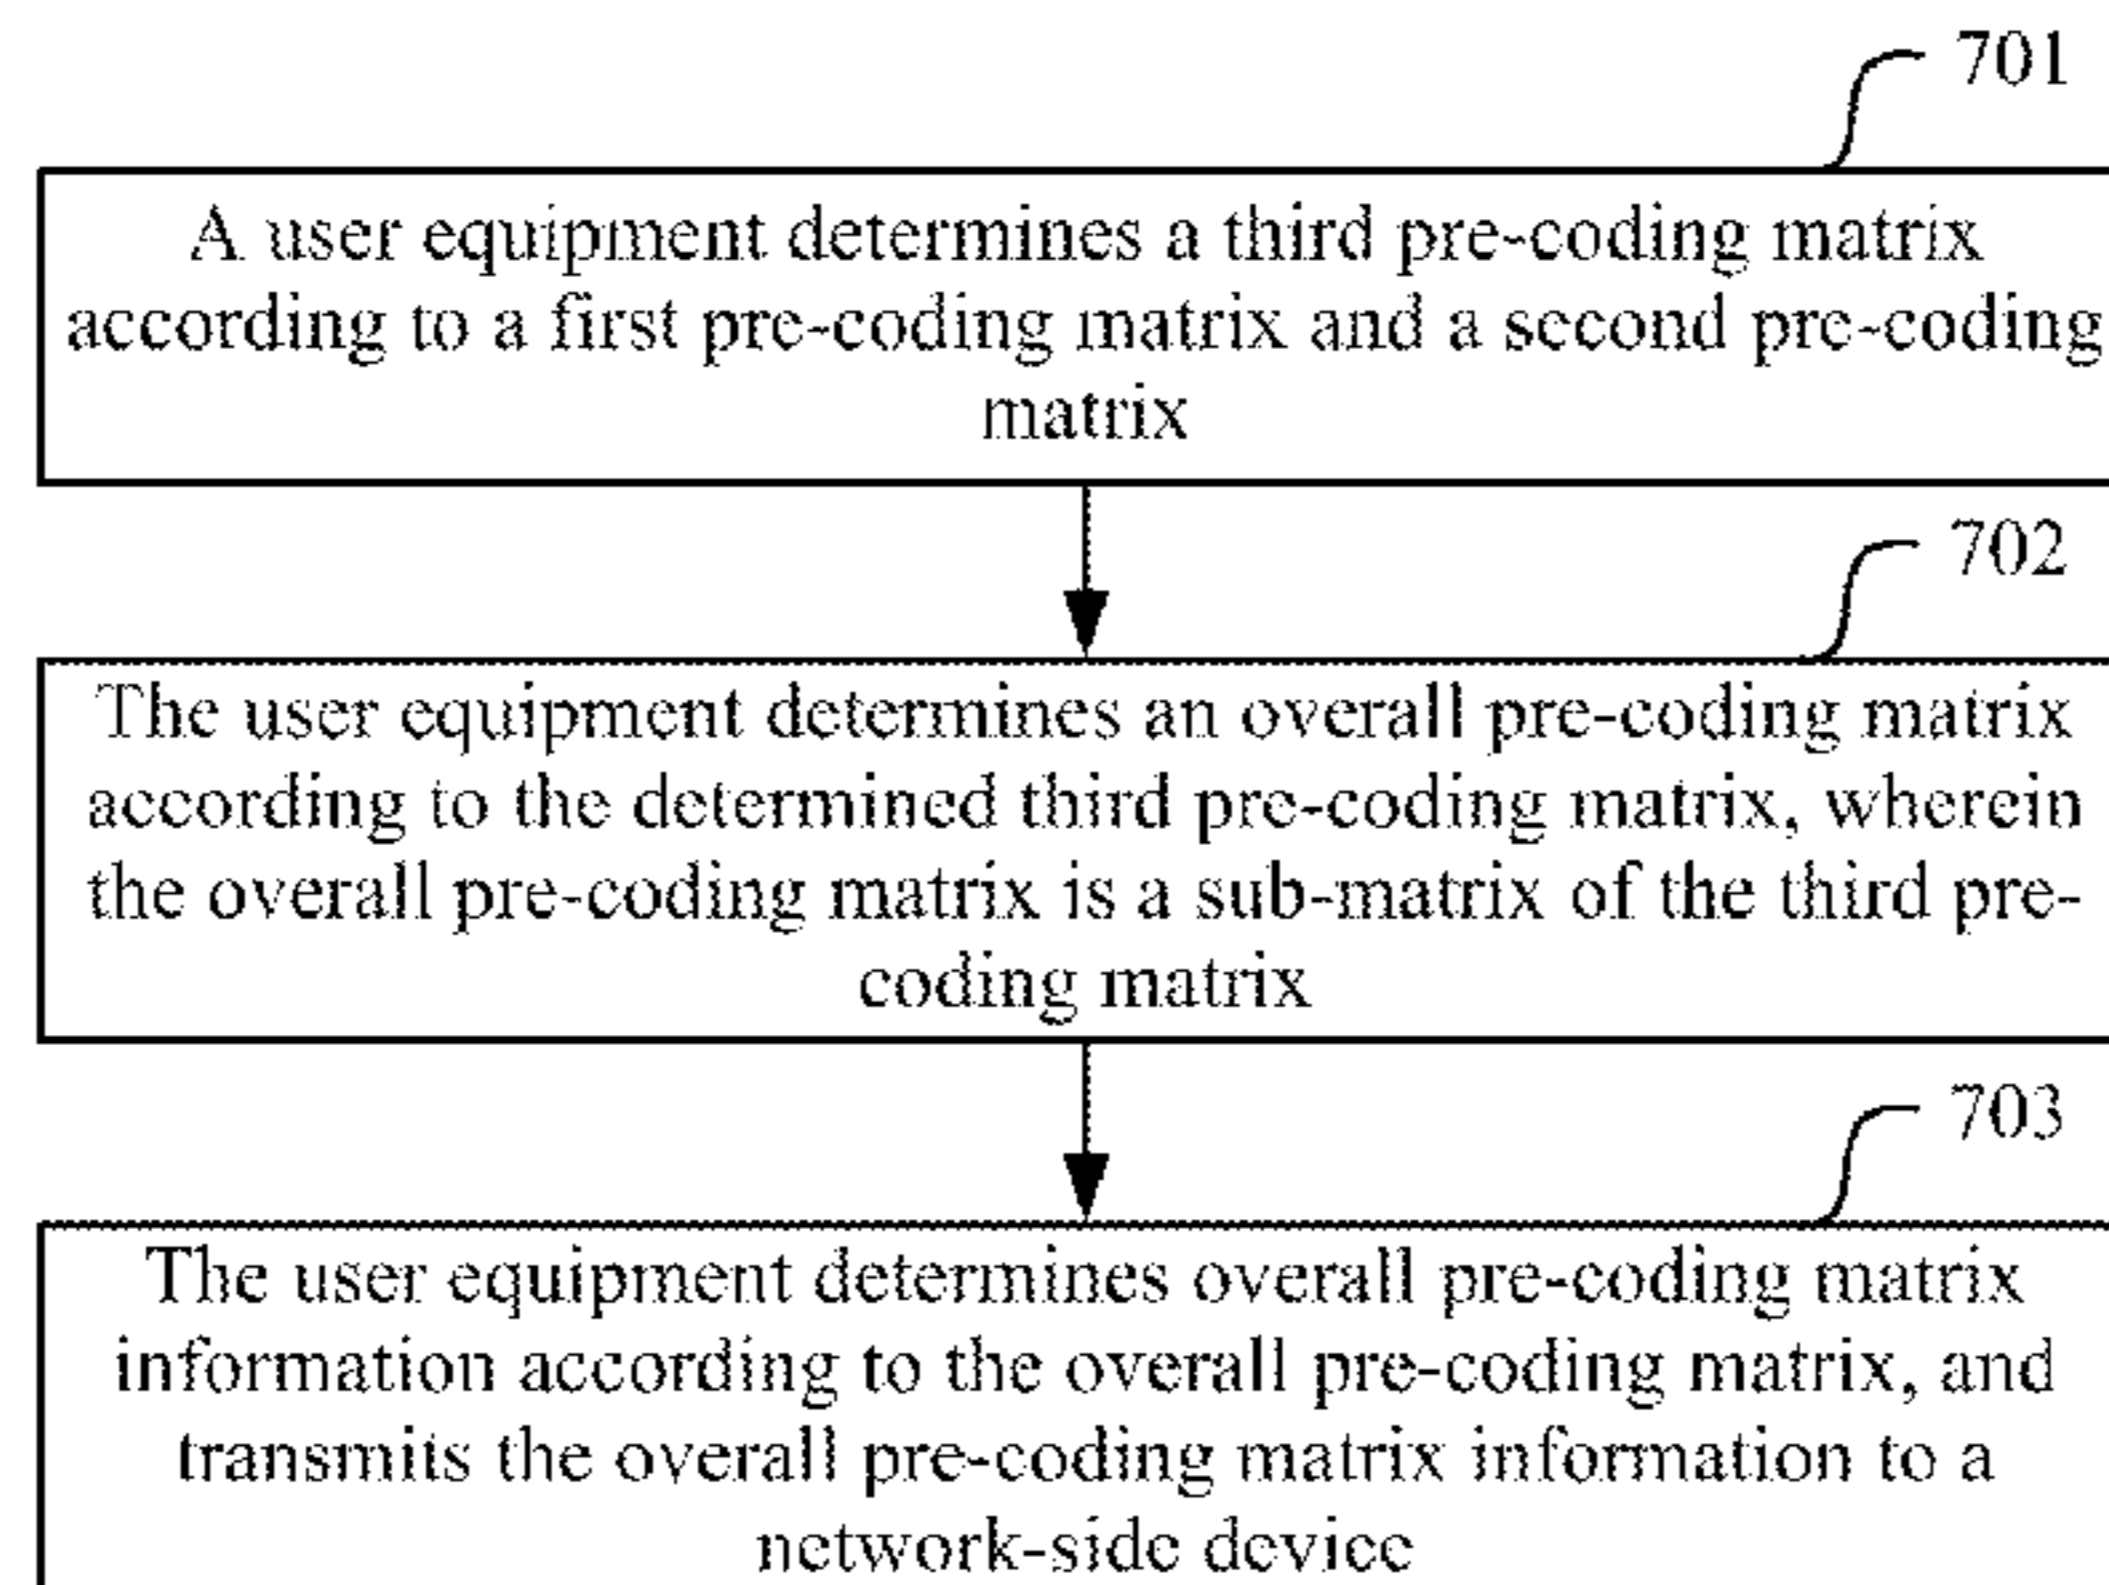 701
A user equipment determines a third pre-coding matrix
according to a first pre-coding matrix and a second pre-coding
matrix
702
The user equipment determines an overall pre-coding matrix
according to the determined third pre-coding matrix, wherein
the overall pre-coding matrix is a sub-matrix of the third pre-
coding matrix
703
The user equipment determines overall pre-coding matrix
information according to the overall pre-coding matrix, and
transmits the overall pre-coding matrix information to a
network-side device